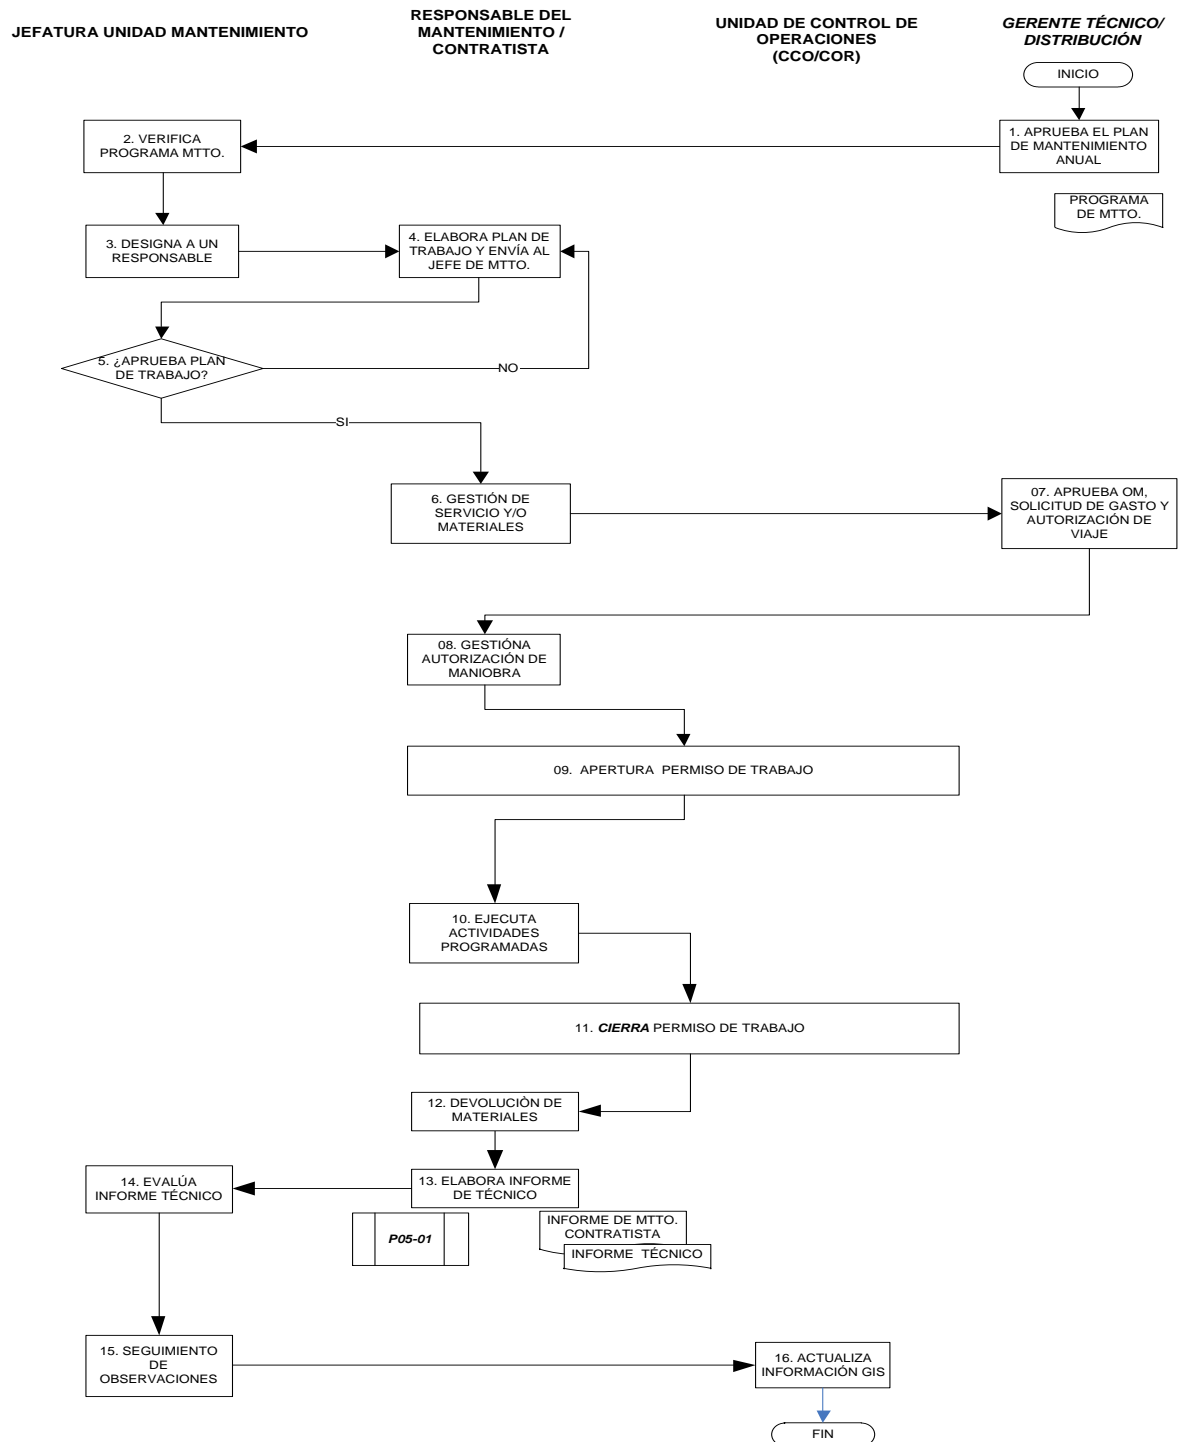 JEFATURA UNIDAD MANTENIMIENTO
RESPONSABLE DEL
MANTENIMIENTO /
CONTRATISTA
UNIDAD DE CONTROL DE
OPERACIONES
(CCO/COR)
GERENTE TÉCNICO/
DISTRIBUCIÓN
INICIO
1. APRUEBA EL PLAN
DE MANTENIMIENTO
ANUAL
2. VERIFICA
PROGRAMA MTTO.
PROGRAMA
DE MTTO.
3. DESIGNA A UN
RESPONSABLE
4. ELABORA PLAN DE
TRABAJO Y ENVÍA AL
JEFE DE MTTO.
5. ¿APRUEBA PLAN
DE TRABAJO?
NO
SI
6. GESTIÓN DE
SERVICIO Y/O
MATERIALES
07. APRUEBA OM,
SOLICITUD DE GASTO Y
AUTORIZACIÓN DE
VIAJE
08. GESTIÓNA
AUTORIZACIÓN DE
MANIOBRA
09. APERTURA PERMISO DE TRABAJO
10. EJECUTA
ACTIVIDADES
PROGRAMADAS
11. CIERRA PERMISO DE TRABAJO
12. DEVOLUCIÒN DE
MATERIALES
13. ELABORA INFORME
DE TÉCNICO
14. EVALÚA
INFORME TÉCNICO
P05-01
INFORME DE MTTO.
CONTRATISTA
INFORME TÉCNICO
15. SEGUIMIENTO
DE
OBSERVACIONES
16. ACTUALIZA
INFORMACIÓN GIS
FIN